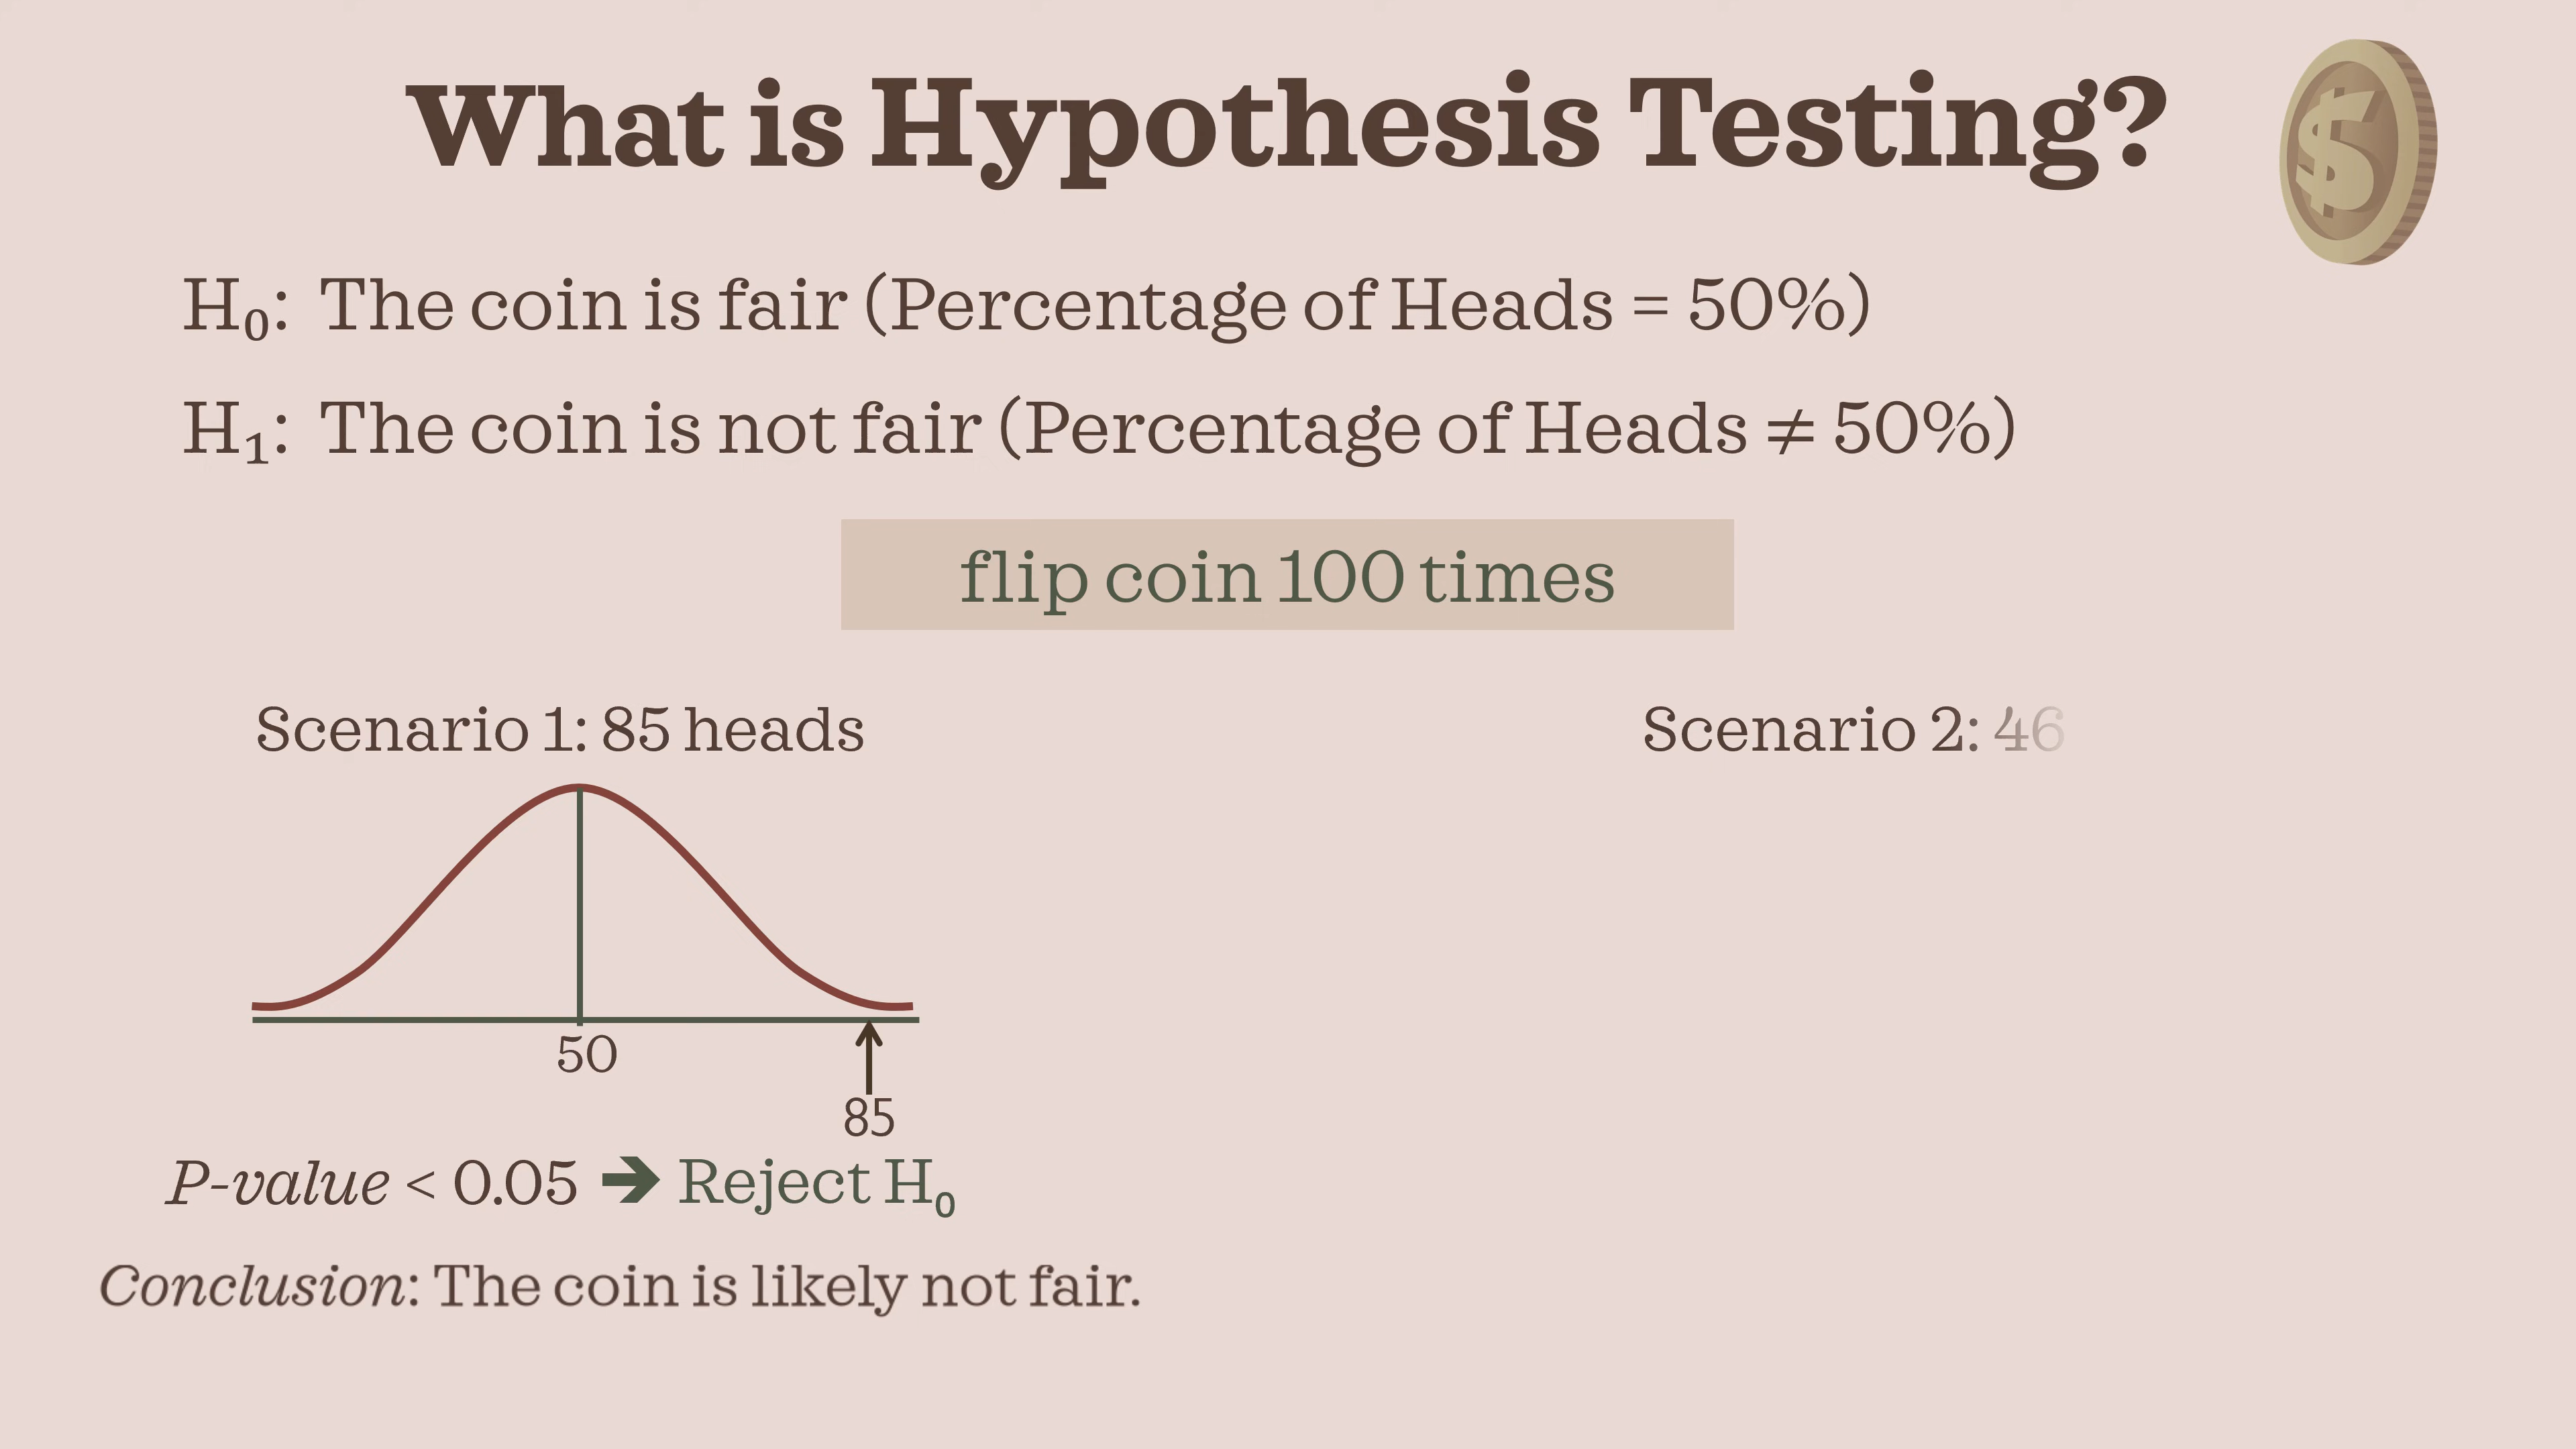 What is Hypothesis Testing?
H₀: The coin is fair (Percentage of Heads = 50%)
H₁: The coin is not fair (Percentage of Heads ≠ 50%)
flip coin 100 times
Scenario 1: 85 heads
50
85
P-value < 0.05 → Reject H₀
Conclusion: The coin is likely not fair.
Scenario 2: 46